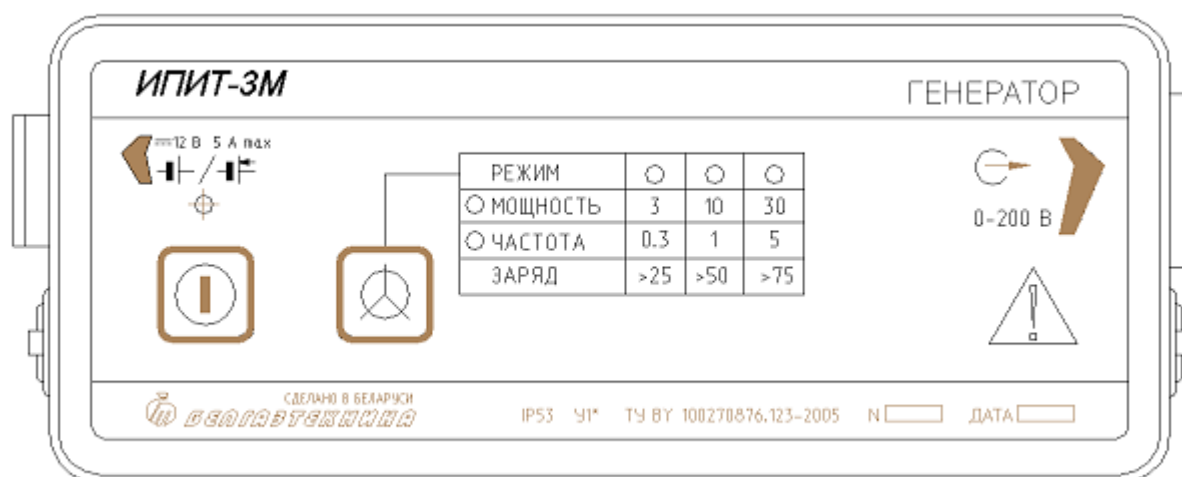 ИПИТ-3М
ГЕНЕРАТОР
12 В 5 А max
РЕЖИМ
МОЩНОСТЬ 3 10 30
ЧАСТОТА 0.3 1 5
ЗАРЯД >25 >50 >75
0-200 В
СДЕЛАНО В БЕЛАРУСИ
БЕЛГАЗТЕХНИКА
IP53 У1* ТУ BY 100270876.123-2005 N ДАТА